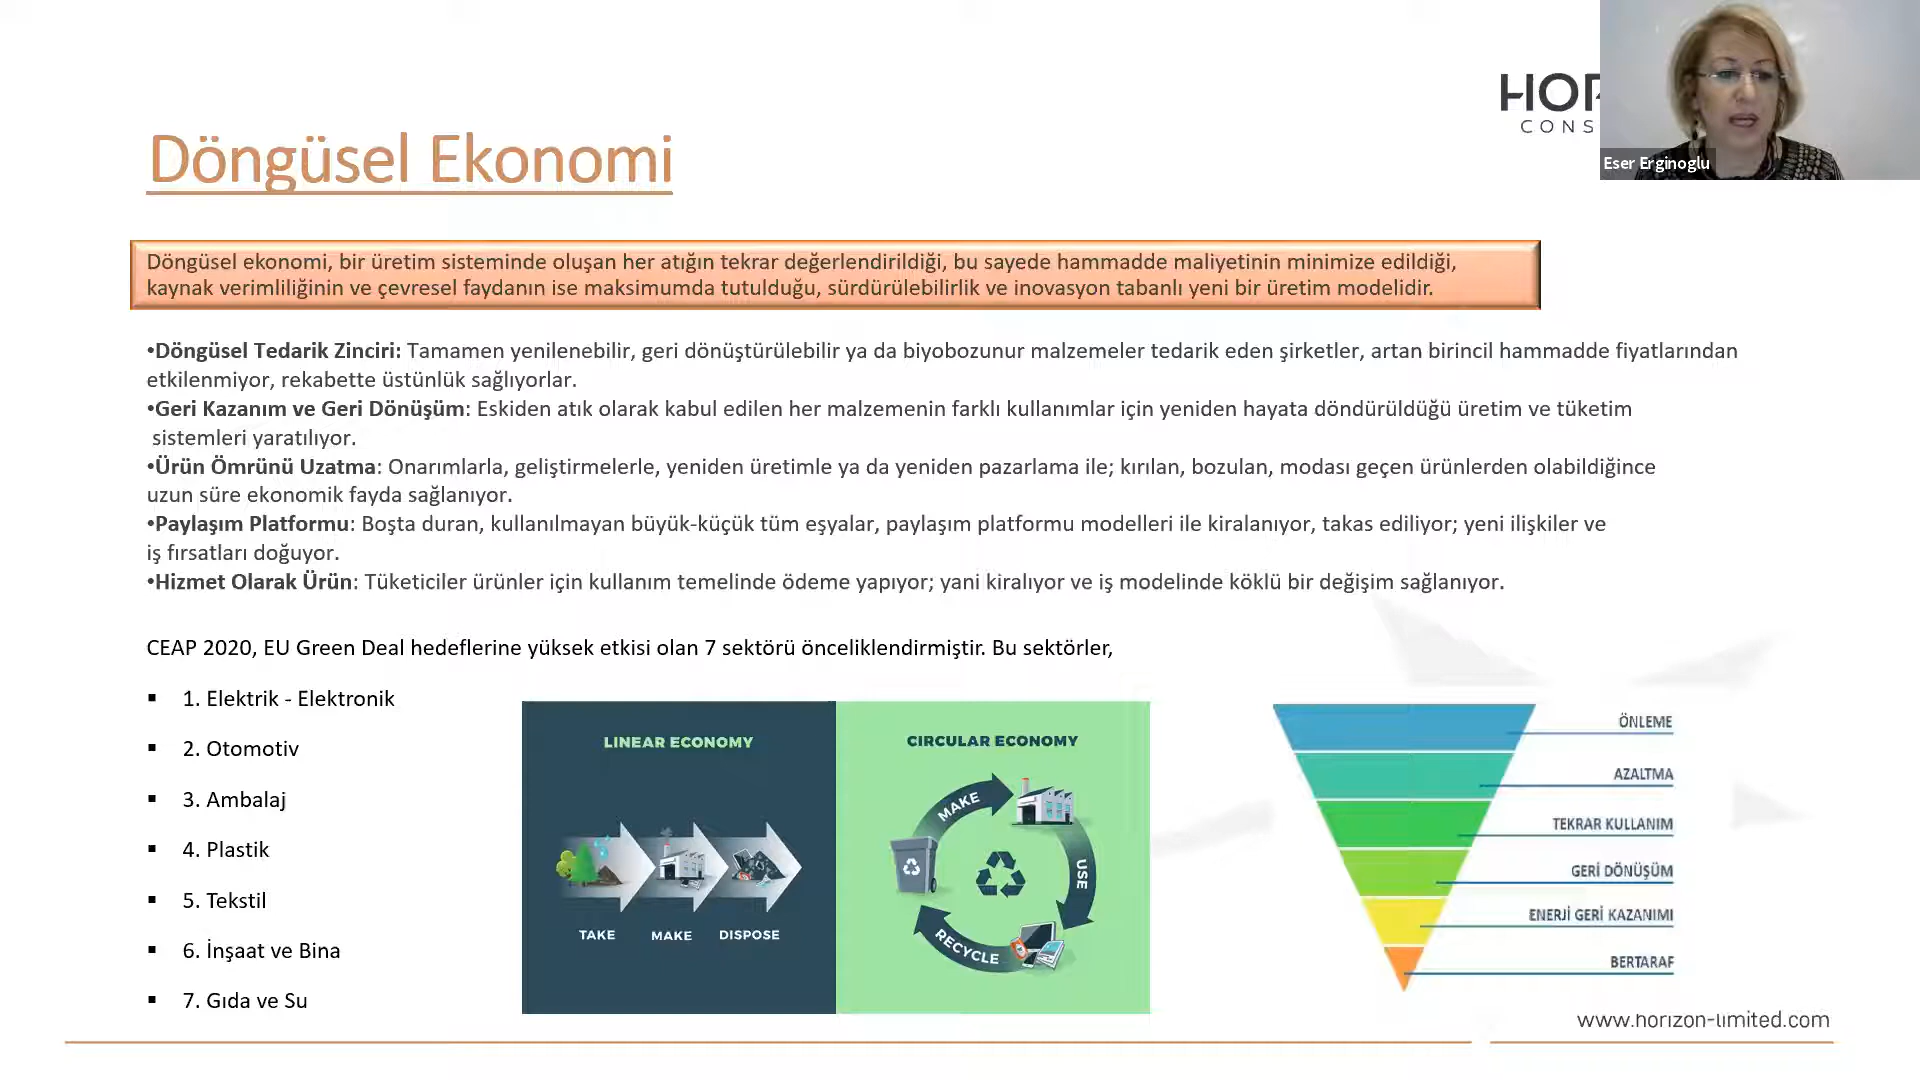 HOR
CONS
Eser Erginoglu
Döngüsel Ekonomi
Döngüsel ekonomi, bir üretim sisteminde oluşan her atığın tekrar değerlendirildiği, bu sayede hammadde maliyetinin minimize edildiği,
kaynak verimliliğinin ve çevresel faydanın ise maksimumda tutulduğu, sürdürülebilirlik ve inovasyon tabanlı yeni bir üretim modelidir.
•Döngüsel Tedarik Zinciri: Tamamen yenilenebilir, geri dönüştürülebilir ya da biyobozunur malzemeler tedarik eden şirketler, artan birincil hammadde fiyatlarından
etkilenmiyor, rekabette üstünlük sağlıyorlar.
•Geri Kazanım ve Geri Dönüşüm: Eskiden atık olarak kabul edilen her malzemenin farklı kullanımlar için yeniden hayata döndürüldüğü üretim ve tüketim
sistemleri yaratılıyor.
•Ürün Ömrünü Uzatma: Onarımlarla, geliştirmelerle, yeniden üretimle ya da yeniden pazarlama ile; kırılan, bozulan, modası geçen ürünlerden olabildiğince
uzun süre ekonomik fayda sağlanıyor.
•Paylaşım Platformu: Boşta duran, kullanılmayan büyük-küçük tüm eşyalar, paylaşım platformu modelleri ile kiralanıyor, takas ediliyor; yeni ilişkiler ve
iş fırsatları doğuyor.
•Hizmet Olarak Ürün: Tüketiciler ürünler için kullanım temelinde ödeme yapıyor; yani kiralıyor ve iş modelinde köklü bir değişim sağlanıyor.
CEAP 2020, EU Green Deal hedeflerine yüksek etkisi olan 7 sektörü önceliklendirmiştir. Bu sektörler,
▪ 1. Elektrik - Elektronik
▪ 2. Otomotiv
▪ 3. Ambalaj
▪ 4. Plastik
▪ 5. Tekstil
▪ 6. İnşaat ve Bina
▪ 7. Gıda ve Su
LINEAR ECONOMY
TAKE MAKE DISPOSE
CIRCULAR ECONOMY
MAKE
USE
RECYCLE
ÖNLEME
AZALTMA
TEKRAR KULLANIM
GERİ DÖNÜŞÜM
ENERJİ GERİ KAZANIMI
BERTARAF
www.horizon-limited.com